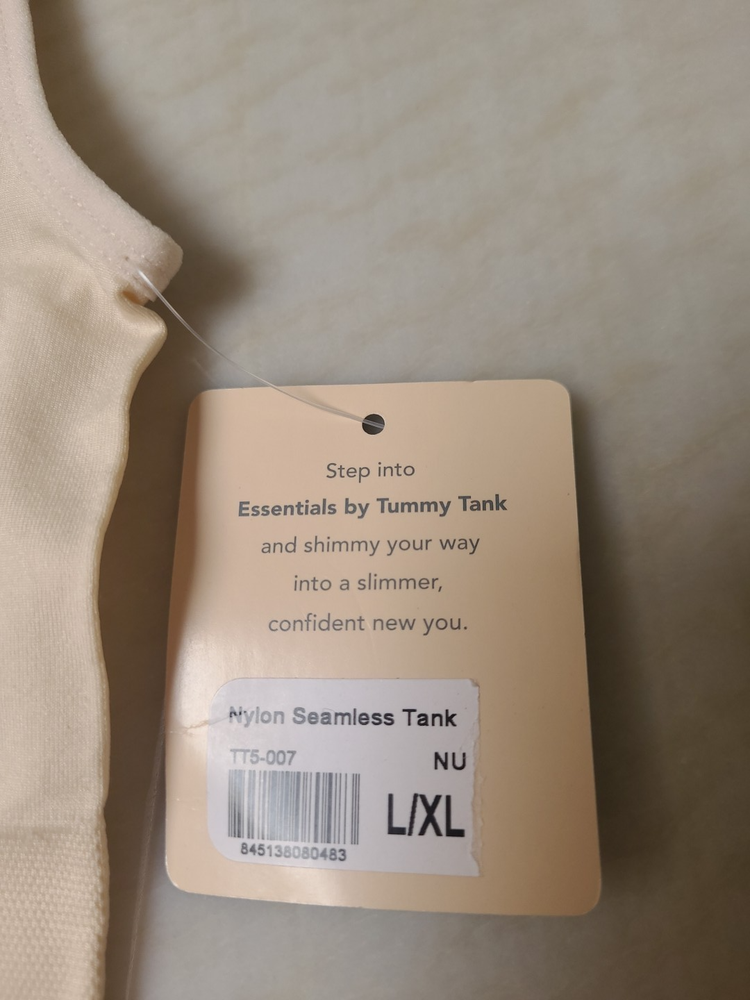 Step into
Essentials by Tummy Tank
and shimmy your way
into a slimmer,
confident new you.
Nylon Seamless Tank
TT5-007 NU
L/XL
845138080483